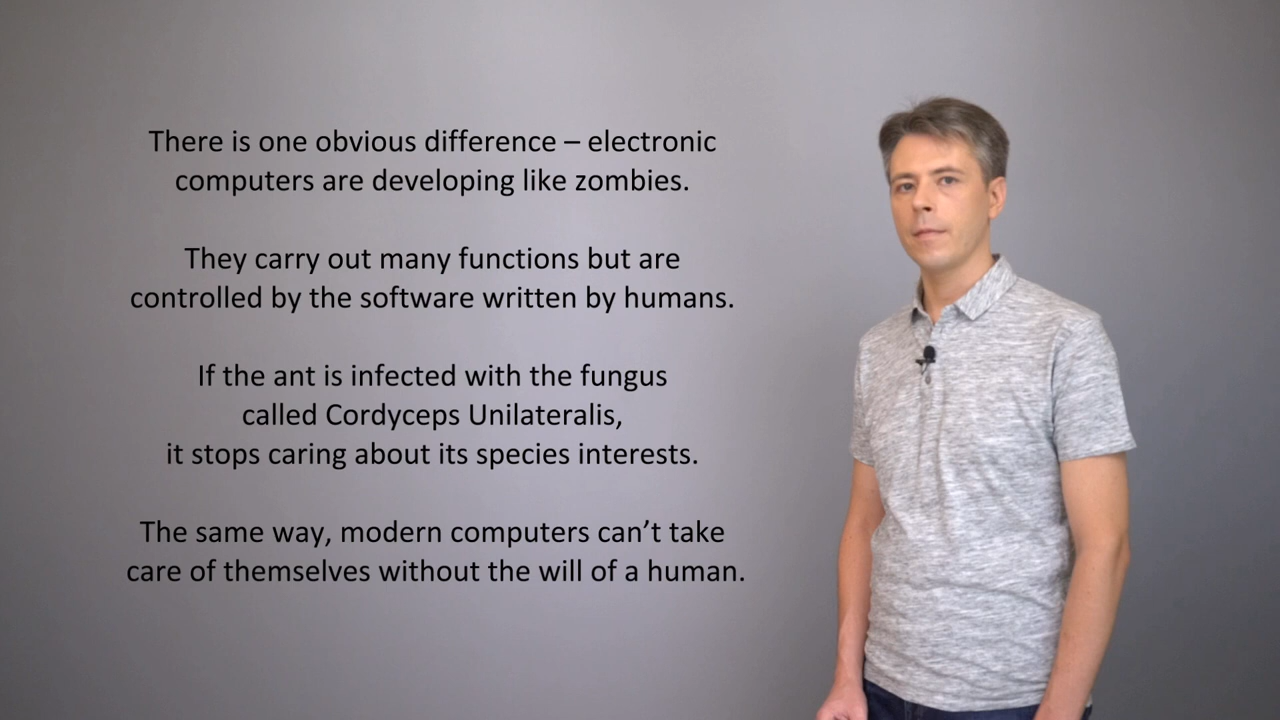 There is one obvious difference – electronic
computers are developing like zombies.
They carry out many functions but are
controlled by the software written by humans.
If the ant is infected with the fungus
called Cordyceps Unilateralis,
it stops caring about its species interests.
The same way, modern computers can’t take
care of themselves without the will of a human.